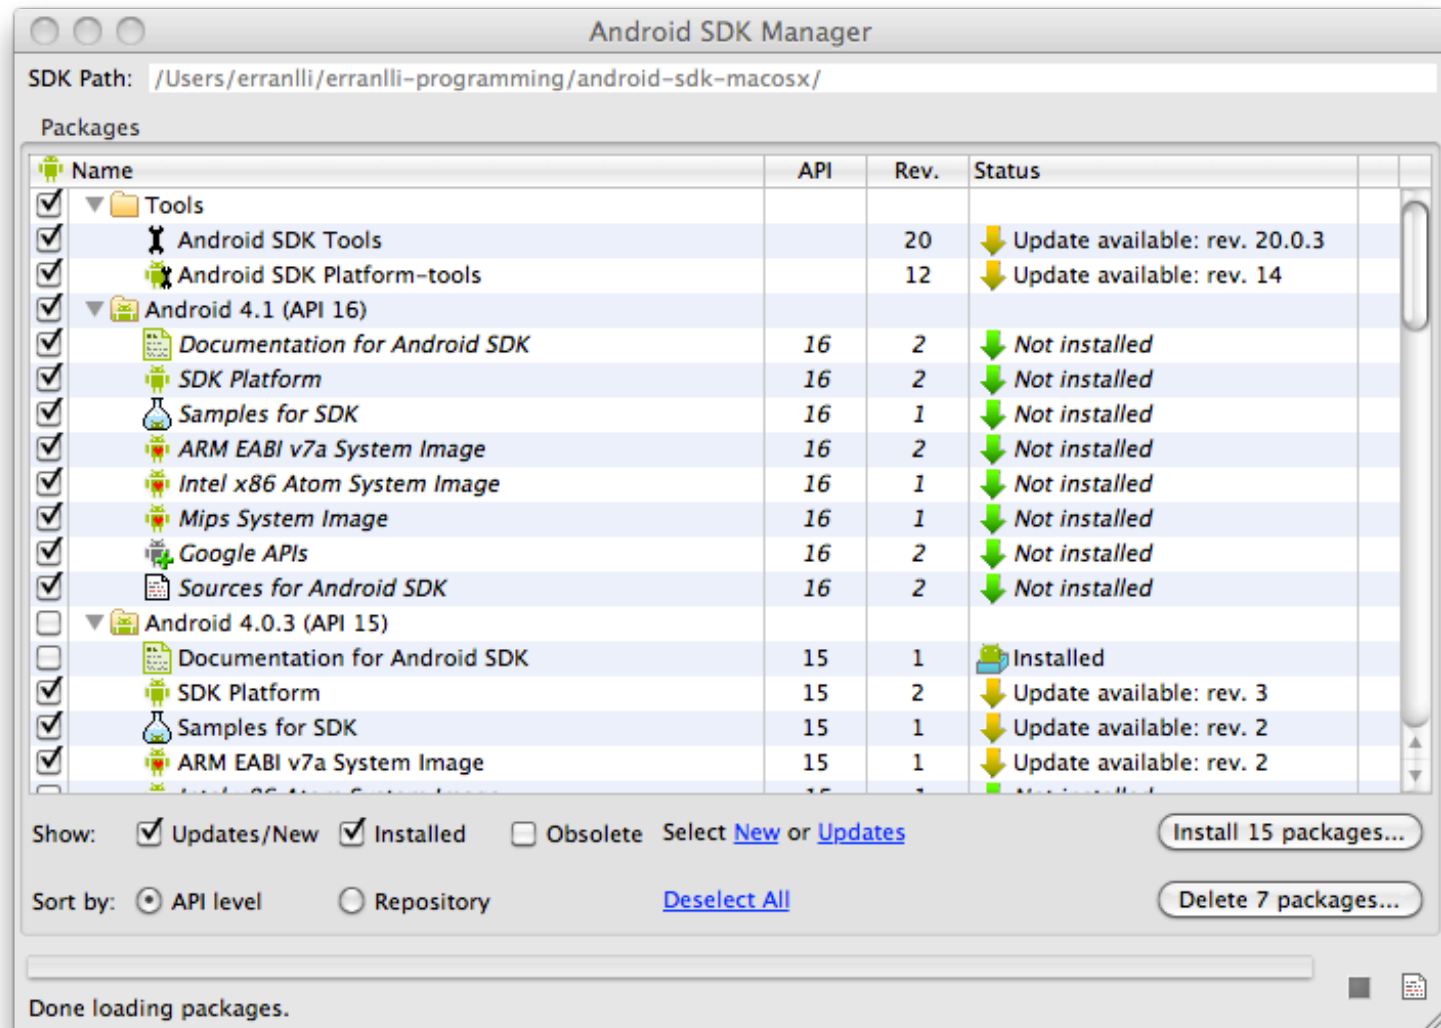 Android SDK Manager
SDK Path: /Users/erranlli/erranlli-programming/android-sdk-macosx/
Packages
Name API Rev. Status
Tools
Android SDK Tools 20 Update available: rev. 20.0.3
Android SDK Platform-tools 12 Update available: rev. 14
Android 4.1 (API 16)
Documentation for Android SDK 16 2 Not installed
SDK Platform 16 2 Not installed
Samples for SDK 16 1 Not installed
ARM EABI v7a System Image 16 2 Not installed
Intel x86 Atom System Image 16 1 Not installed
Mips System Image 16 1 Not installed
Google APIs 16 2 Not installed
Sources for Android SDK 16 2 Not installed
Android 4.0.3 (API 15)
Documentation for Android SDK 15 1 Installed
SDK Platform 15 2 Update available: rev. 3
Samples for SDK 15 1 Update available: rev. 2
ARM EABI v7a System Image 15 1 Update available: rev. 2
Show: Updates/New Installed Obsolete Select New or Updates Install 15 packages...
Sort by: API level Repository Deselect All Delete 7 packages...
Done loading packages.